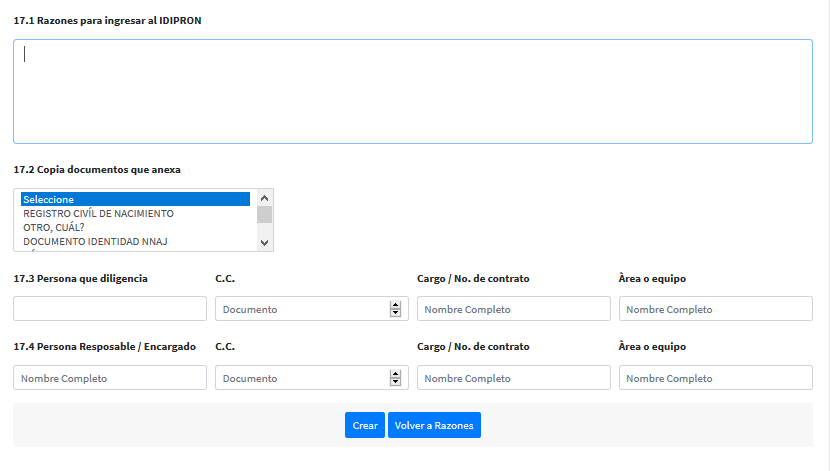 17.1 Razones para ingresar al IDIPRON
17.2 Copia documentos que anexa
Seleccione
REGISTRO CIVÍL DE NACIMIENTO
OTRO, CUÁL?
DOCUMENTO IDENTIDAD NNAJ
17.3 Persona que diligencia C.C. Cargo / No. de contrato Àrea o equipo
Documento Nombre Completo Nombre Completo
17.4 Persona Resposable / Encargado C.C. Cargo / No. de contrato Àrea o equipo
Nombre Completo Documento Nombre Completo Nombre Completo
Crear Volver a Razones